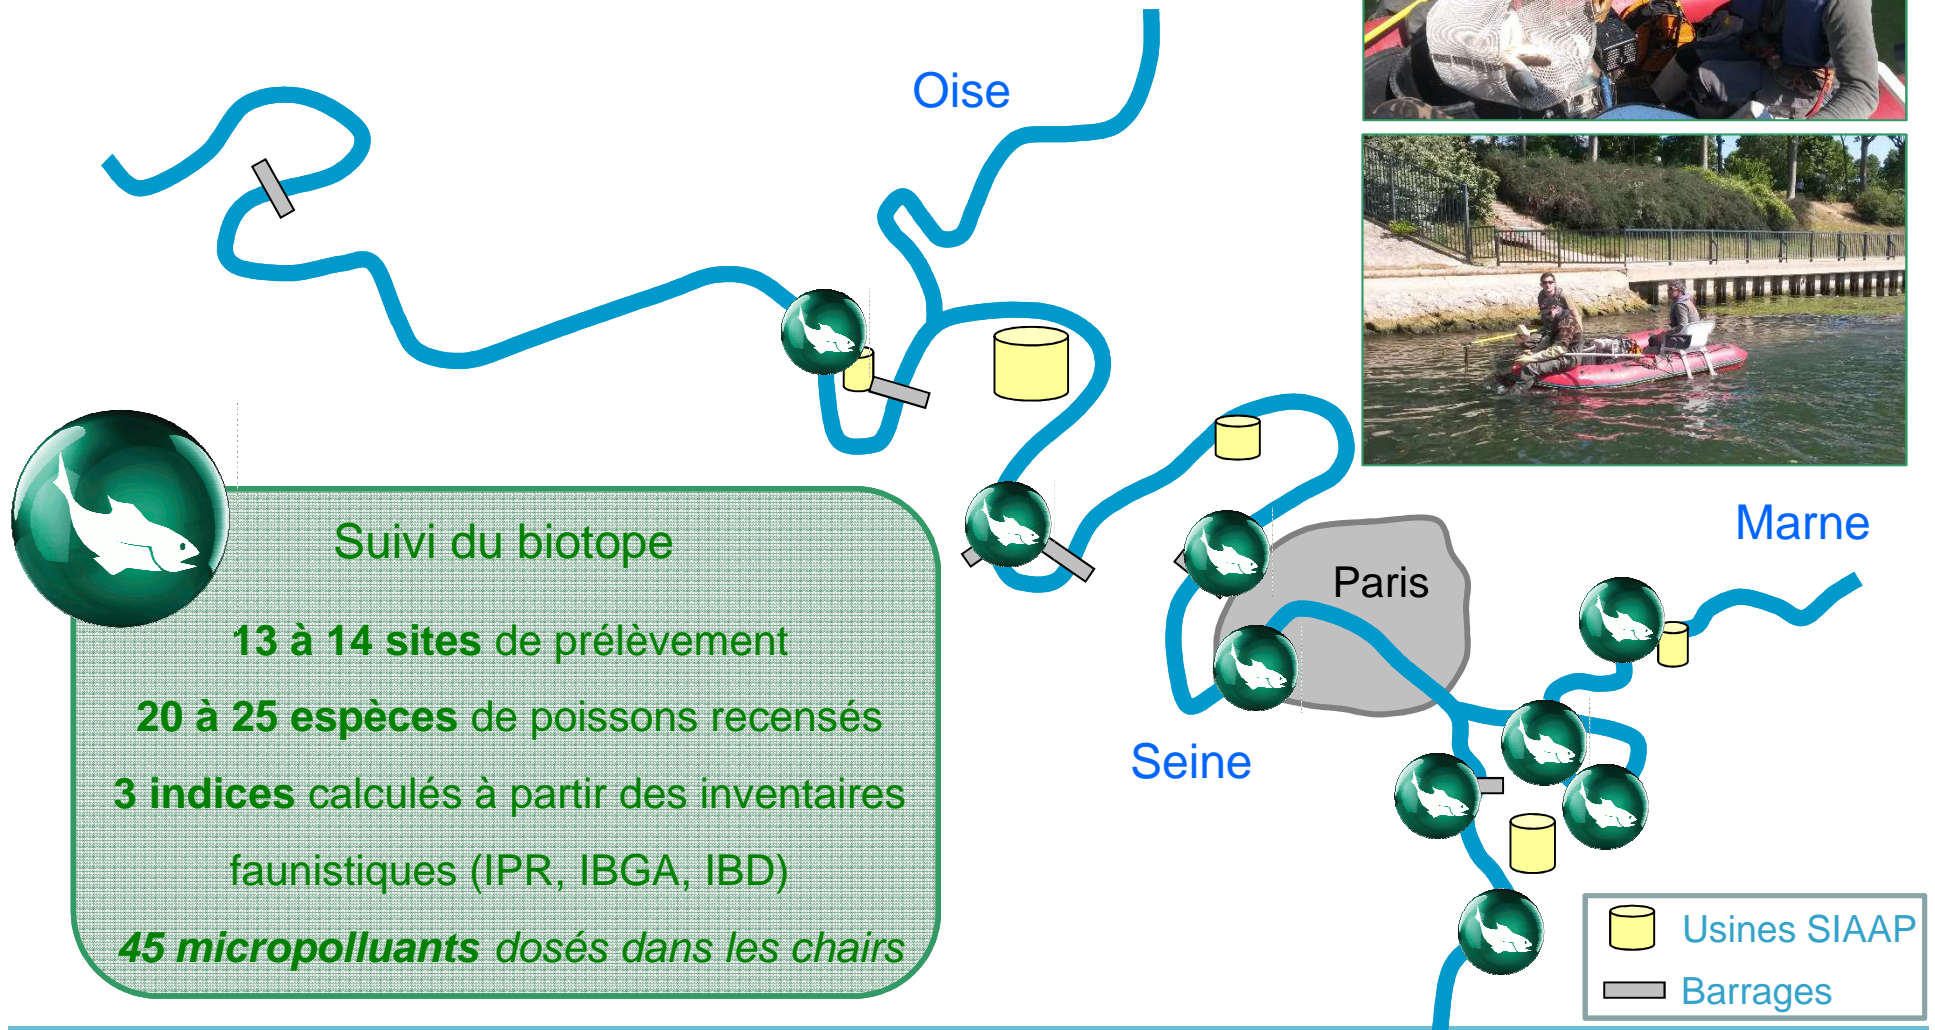 Oise
Marne
Paris
Seine
Suivi du biotope
13 à 14 sites de prélèvement
20 à 25 espèces de poissons recensés
3 indices calculés à partir des inventaires
faunistiques (IPR, IBGA, IBD)
45 micropolluants dosés dans les chairs
Usines SIAAP
Barrages